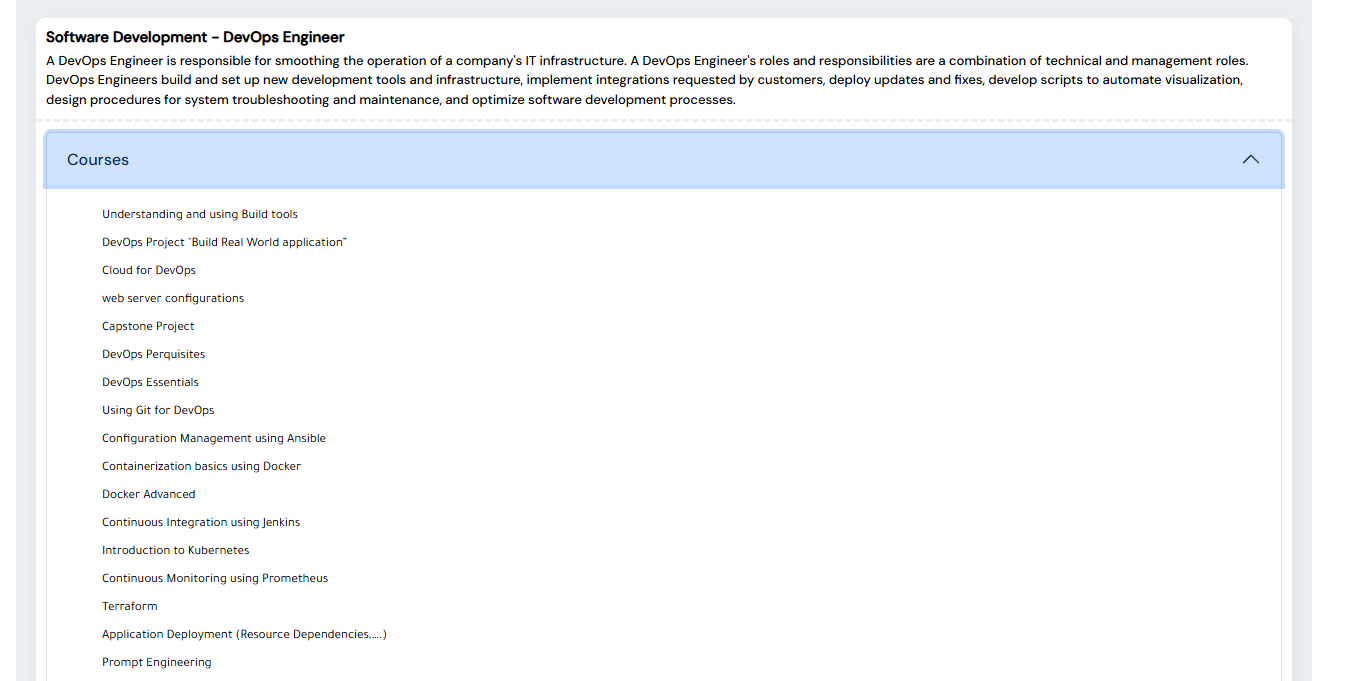 Software Development - DevOps Engineer
A DevOps Engineer is responsible for smoothing the operation of a company's IT infrastructure. A DevOps Engineer's roles and responsibilities are a combination of technical and management roles.
DevOps Engineers build and set up new development tools and infrastructure, implement integrations requested by customers, deploy updates and fixes, develop scripts to automate visualization,
design procedures for system troubleshooting and maintenance, and optimize software development processes.
Courses
Understanding and using Build tools
DevOps Project "Build Real World application"
Cloud for DevOps
web server configurations
Capstone Project
DevOps Perquisites
DevOps Essentials
Using Git for DevOps
Configuration Management using Ansible
Containerization basics using Docker
Docker Advanced
Continuous Integration using Jenkins
Introduction to Kubernetes
Continuous Monitoring using Prometheus
Terraform
Application Deployment (Resource Dependencies,....)
Prompt Engineering